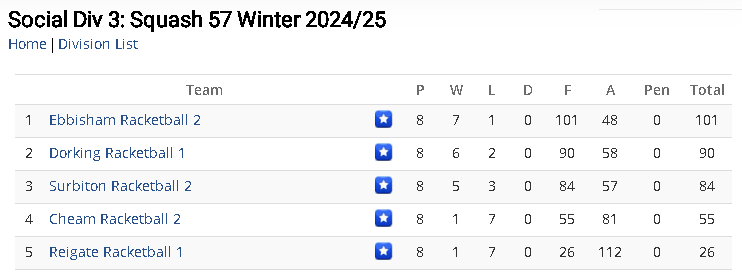 Social Div 3: Squash 57 Winter 2024/25
Home | Division List
Team P W L D F A Pen Total
1 Ebbisham Racketball 2 8 7 1 0 101 48 0 101
2 Dorking Racketball 1 8 6 2 0 90 58 0 90
3 Surbiton Racketball 2 8 5 3 0 84 57 0 84
4 Cheam Racketball 2 8 1 7 0 55 81 0 55
5 Reigate Racketball 1 8 1 7 0 26 112 0 26